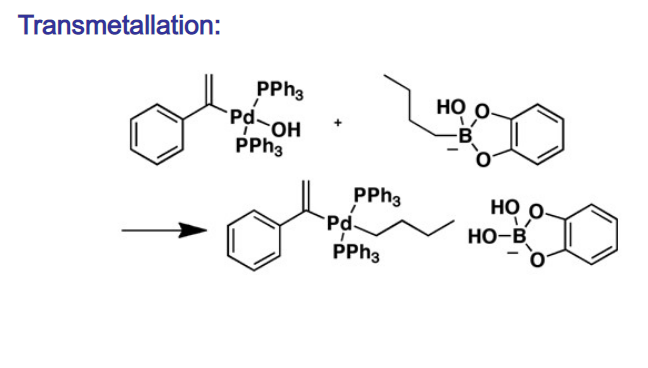 Transmetallation:
PPh3
Pd
OH
PPh3
+
HO
O
B
−
O
PPh3
Pd
PPh3
HO
O
HO−B
−
O